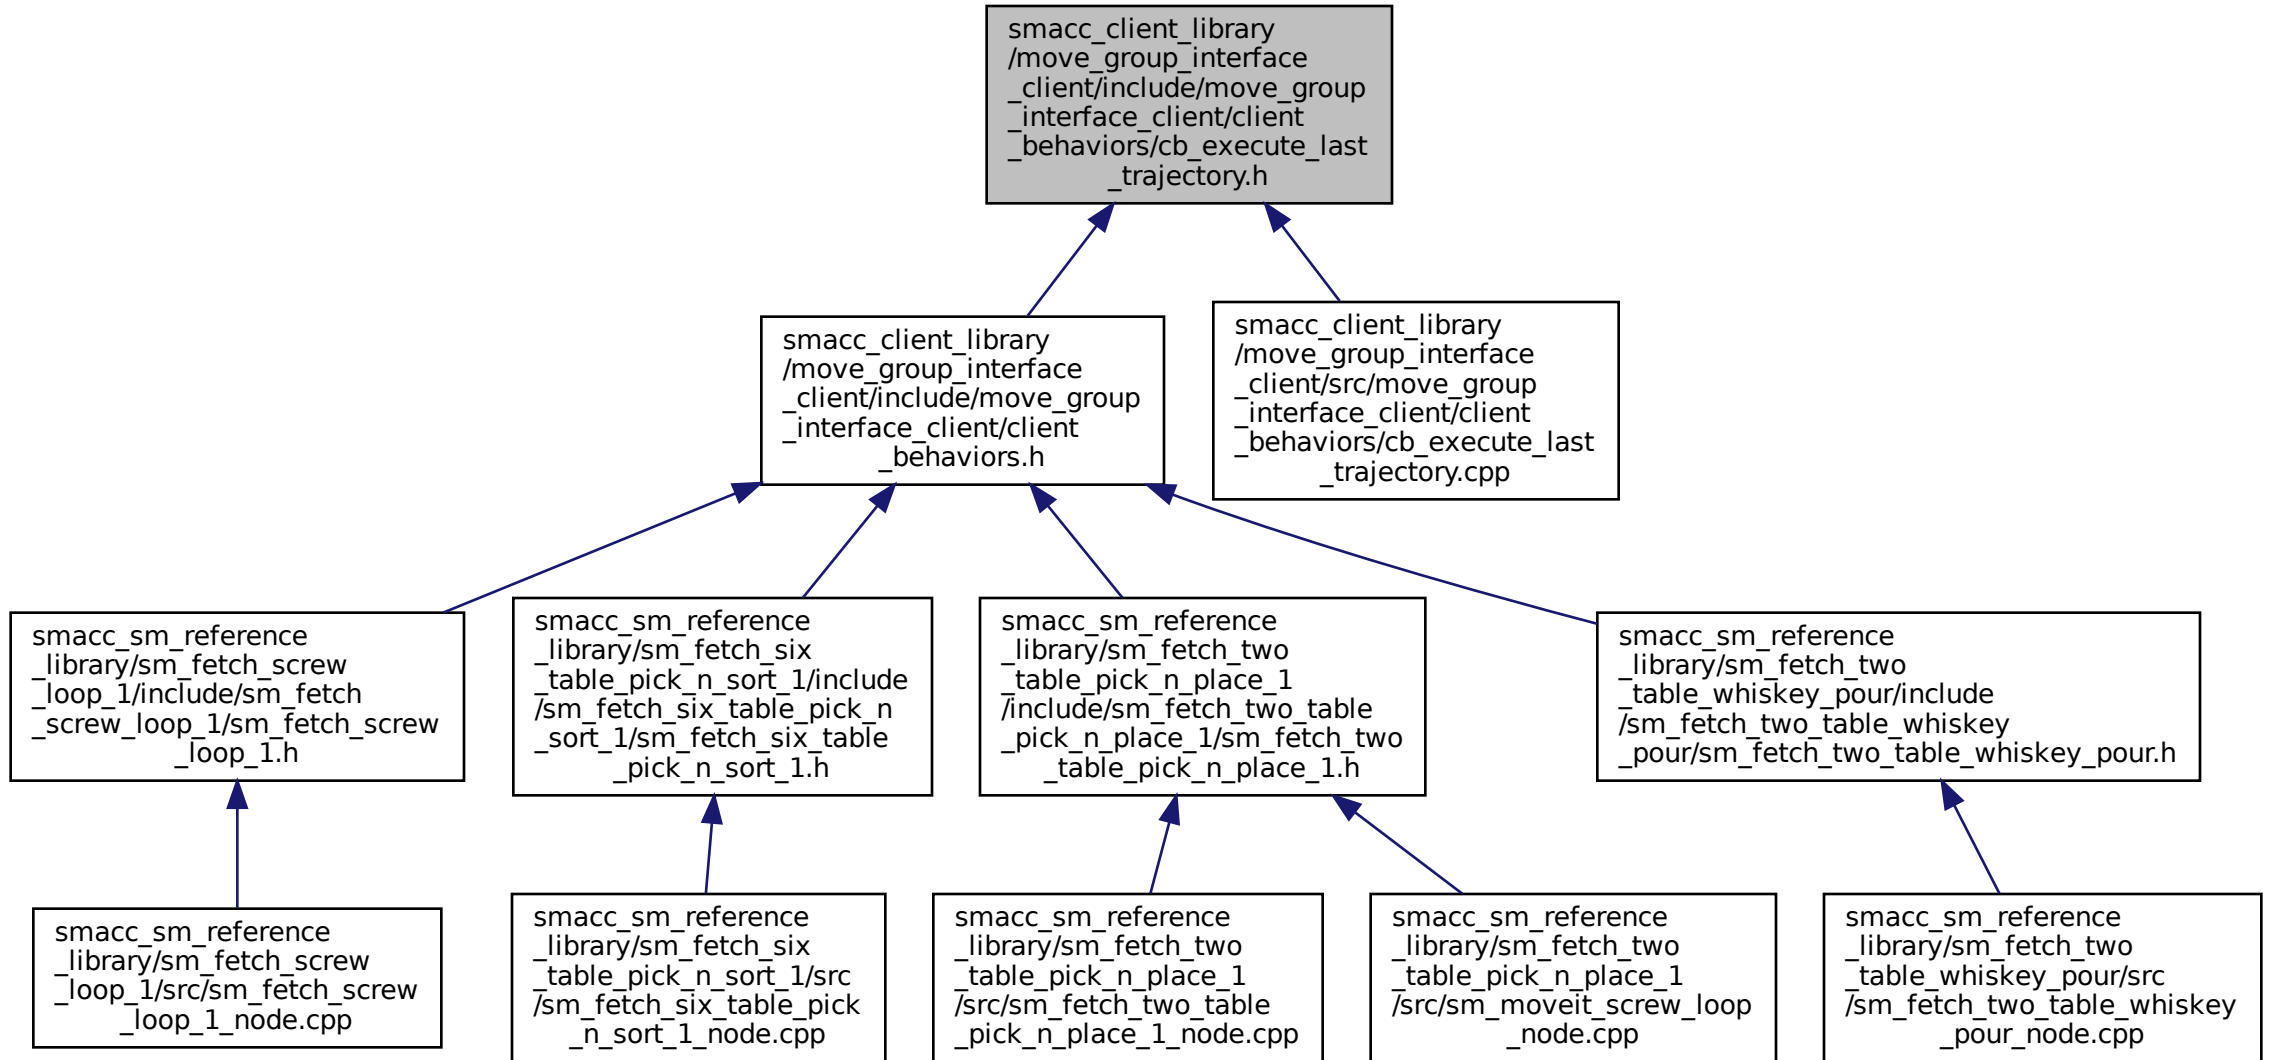 smacc_client_library
/move_group_interface
_client/include/move_group
_interface_client/client
_behaviors/cb_execute_last
_trajectory.h
smacc_client_library
/move_group_interface
_client/include/move_group
_interface_client/client
_behaviors.h
smacc_client_library
/move_group_interface
_client/src/move_group
_interface_client/client
_behaviors/cb_execute_last
_trajectory.cpp
smacc_sm_reference
_library/sm_fetch_screw
_loop_1/include/sm_fetch
_screw_loop_1/sm_fetch_screw
_loop_1.h
smacc_sm_reference
_library/sm_fetch_six
_table_pick_n_sort_1/include
/sm_fetch_six_table_pick_n
_sort_1/sm_fetch_six_table
_pick_n_sort_1.h
smacc_sm_reference
_library/sm_fetch_two
_table_pick_n_place_1
/include/sm_fetch_two_table
_pick_n_place_1/sm_fetch_two
_table_pick_n_place_1.h
smacc_sm_reference
_library/sm_fetch_two
_table_whiskey_pour/include
/sm_fetch_two_table_whiskey
_pour/sm_fetch_two_table_whiskey_pour.h
smacc_sm_reference
_library/sm_fetch_screw
_loop_1/src/sm_fetch_screw
_loop_1_node.cpp
smacc_sm_reference
_library/sm_fetch_six
_table_pick_n_sort_1/src
/sm_fetch_six_table_pick
_n_sort_1_node.cpp
smacc_sm_reference
_library/sm_fetch_two
_table_pick_n_place_1
/src/sm_fetch_two_table
_pick_n_place_1_node.cpp
smacc_sm_reference
_library/sm_fetch_two
_table_pick_n_place_1
/src/sm_moveit_screw_loop
_node.cpp
smacc_sm_reference
_library/sm_fetch_two
_table_whiskey_pour/src
/sm_fetch_two_table_whiskey
_pour_node.cpp